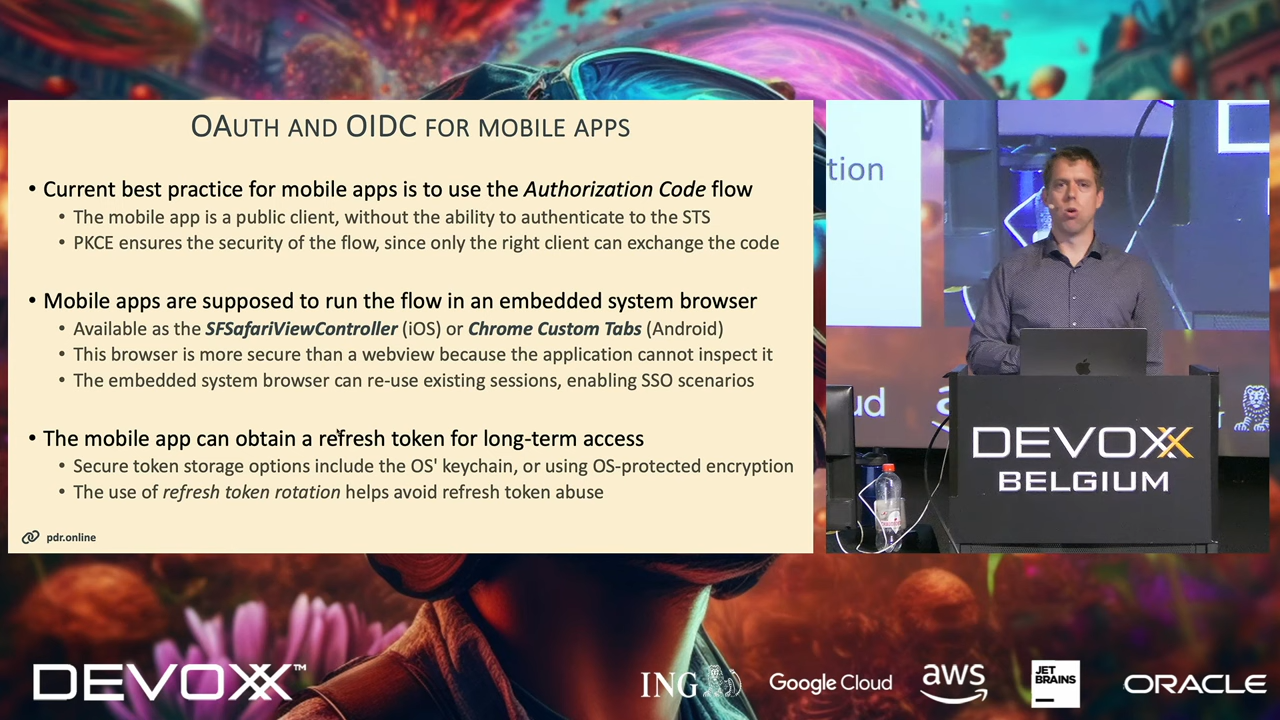 OAUTH AND OIDC FOR MOBILE APPS
• Current best practice for mobile apps is to use the Authorization Code flow
• The mobile app is a public client, without the ability to authenticate to the STS
• PKCE ensures the security of the flow, since only the right client can exchange the code
• Mobile apps are supposed to run the flow in an embedded system browser
• Available as the SFSafariViewController (iOS) or Chrome Custom Tabs (Android)
• This browser is more secure than a webview because the application cannot inspect it
• The embedded system browser can re-use existing sessions, enabling SSO scenarios
• The mobile app can obtain a refresh token for long-term access
• Secure token storage options include the OS' keychain, or using OS-protected encryption
• The use of refresh token rotation helps avoid refresh token abuse
pdr.online
tion
ud
DEVOXX
BELGIUM
DEVOXX™
ING
Google Cloud
aws
JET
BRAINS
ORACLE